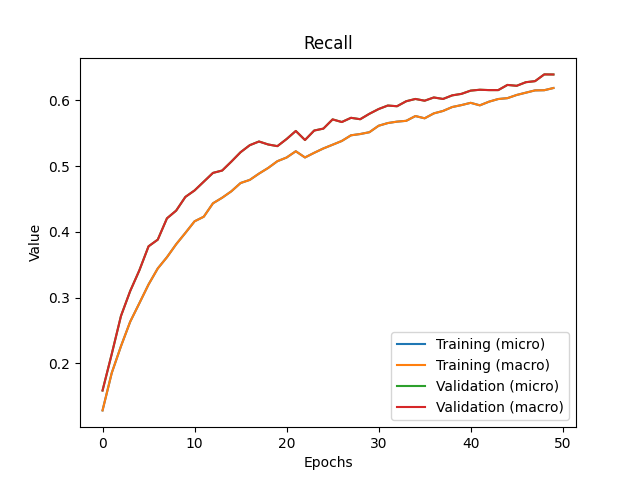 Recall
Value
0.6
0.5
0.4
0.3
0.2
0
10
20
30
40
50
Epochs
Training (micro)
Training (macro)
Validation (micro)
Validation (macro)